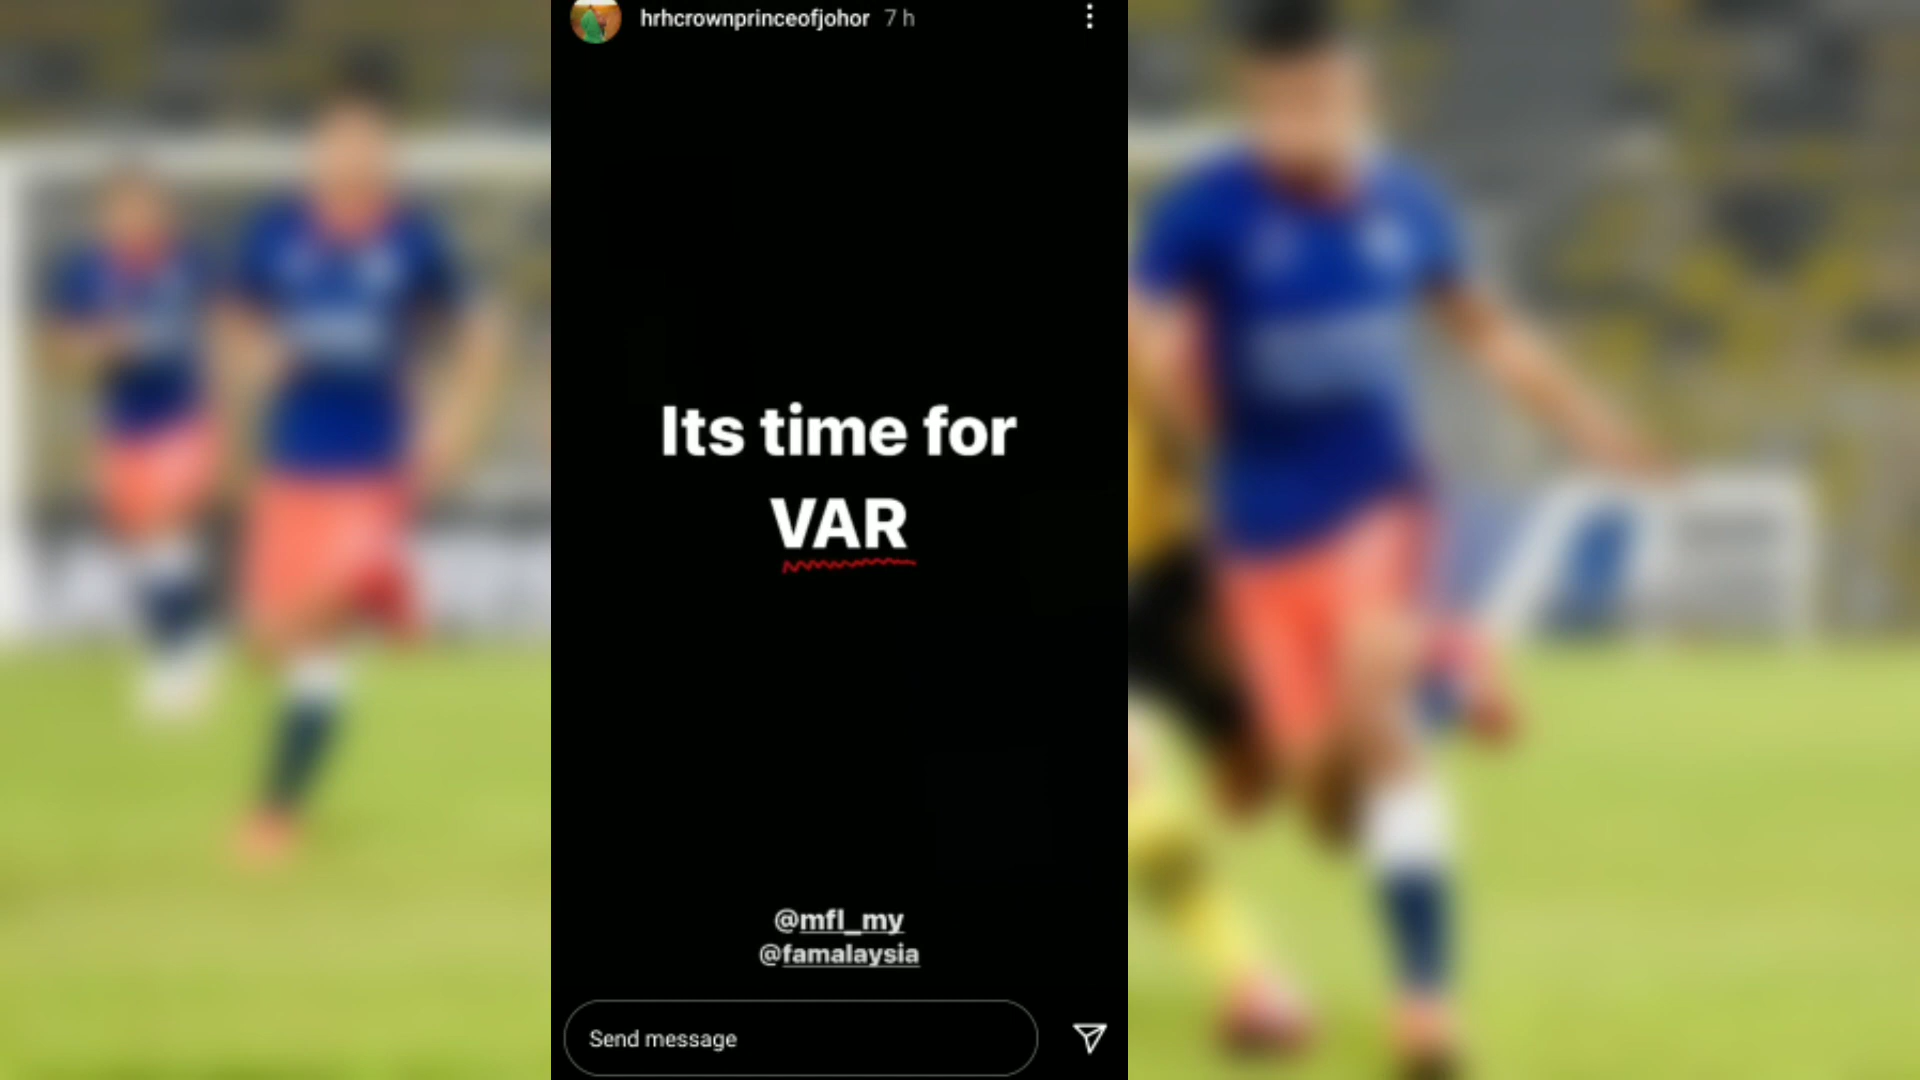 hrhcrownprinceofjohor 7 h
Its time for
VAR
@mfl_my
@famalaysia
Send message